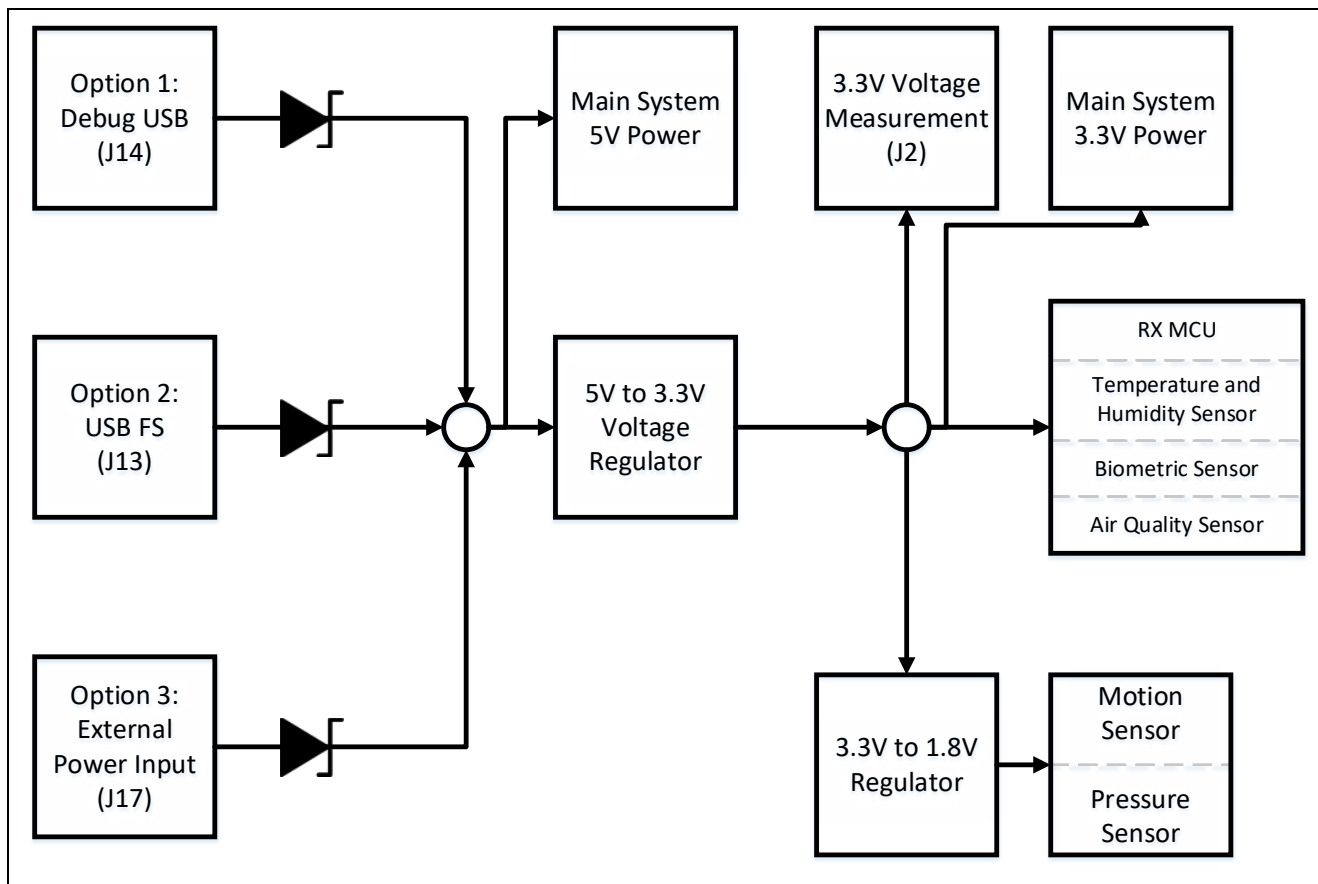 Option 1:
Debug USB
(J14)
Main System
5V Power
3.3V Voltage
Measurement
(J2)
Main System
3.3V Power
Option 2:
USB FS
(J13)
5V to 3.3V
Voltage
Regulator
RX MCU
Temperature and
Humidity Sensor
Biometric Sensor
Air Quality Sensor
Option 3:
External
Power Input
(J17)
3.3V to 1.8V
Regulator
Motion
Sensor
Pressure
Sensor